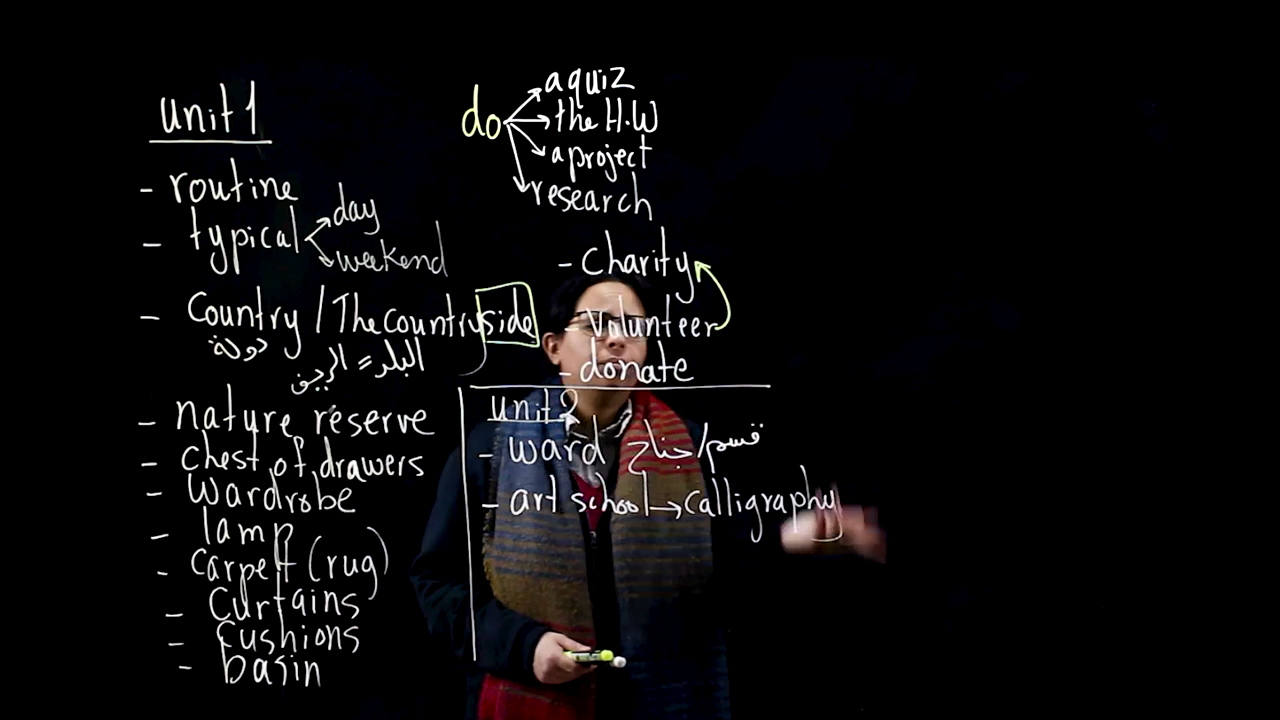 Unit 1
- routine
- typical
day
weekend
- Country / The countryside
دولة
البلد = الريف
- nature reserve
- chest of drawers
- wardrobe
- lamp
- carpet (rug)
- Curtains
- Cushions
- basin
do
a quiz
the H.W
a project
research
- Charity
- Volunteer
- donate
Unit 2
- ward جناح/قسم
- art school → calligraphy